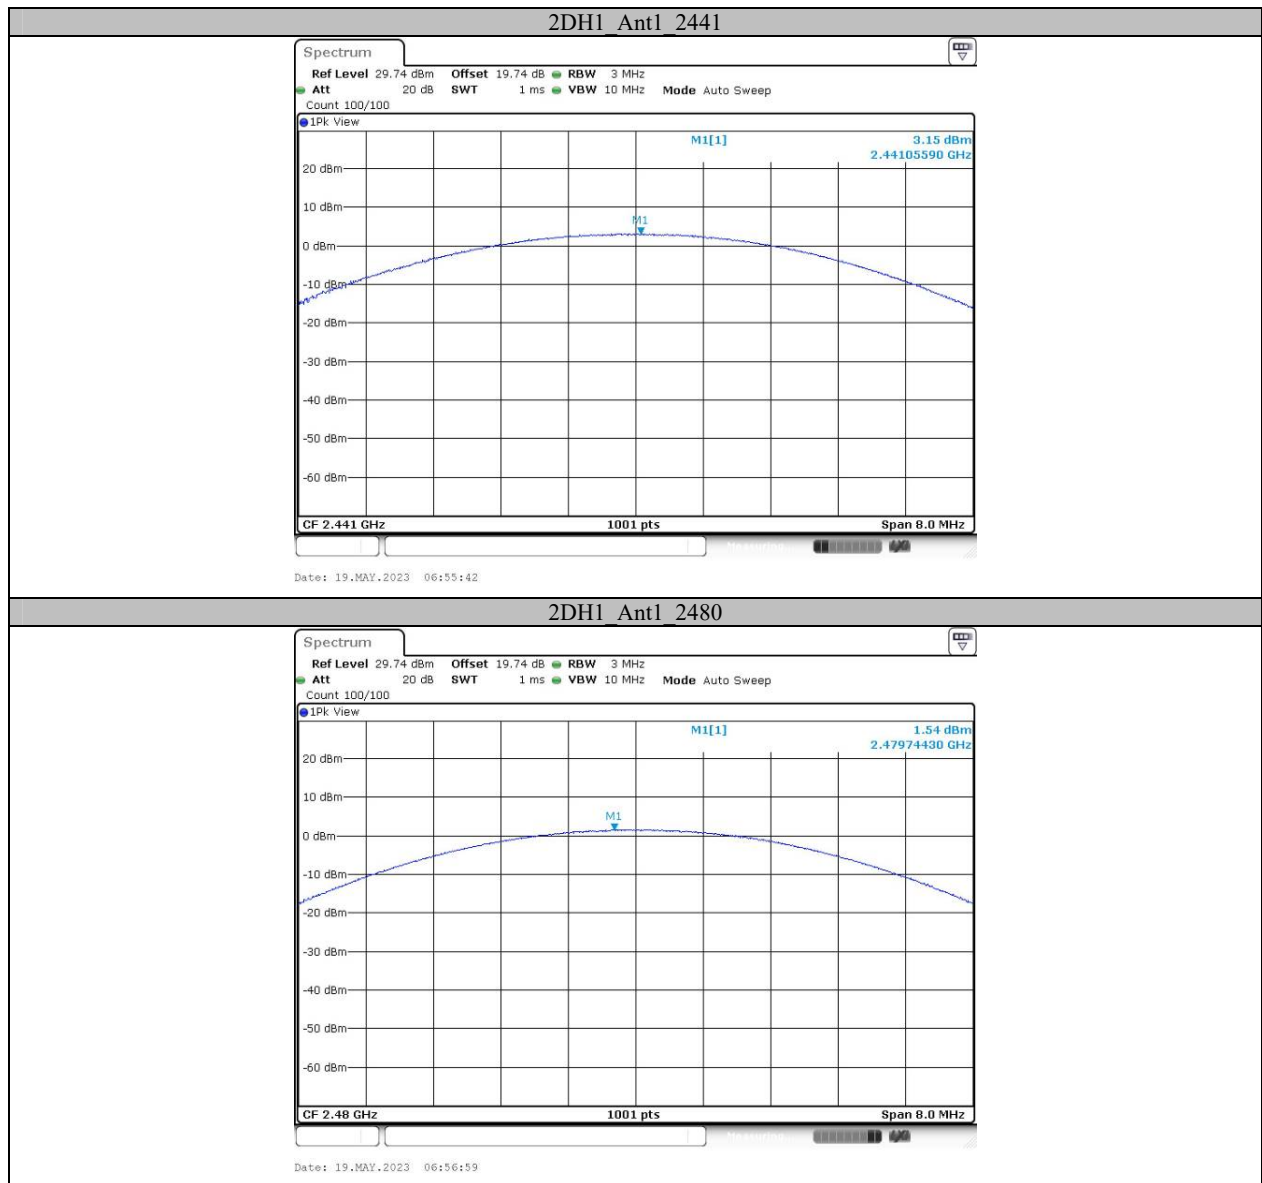 2DH1_Ant1_2441
Spectrum
Ref Level 29.74 dBm Offset 19.74 dB RBW 3 MHz
Att 20 dB SWT 1 ms VBW 10 MHz Mode Auto Sweep
Count 100/100
1Pk View
M1[1] 3.15 dBm
2.44105590 GHz
20 dBm
10 dBm
M1
0 dBm
-10 dBm
-20 dBm
-30 dBm
-40 dBm
-50 dBm
-60 dBm
CF 2.441 GHz 1001 pts Span 8.0 MHz
Measuring...
Date: 19.MAY.2023 06:55:42
2DH1_Ant1_2480
Spectrum
Ref Level 29.74 dBm Offset 19.74 dB RBW 3 MHz
Att 20 dB SWT 1 ms VBW 10 MHz Mode Auto Sweep
Count 100/100
1Pk View
M1[1] 1.54 dBm
2.47974430 GHz
20 dBm
10 dBm
M1
0 dBm
-10 dBm
-20 dBm
-30 dBm
-40 dBm
-50 dBm
-60 dBm
CF 2.48 GHz 1001 pts Span 8.0 MHz
Measuring...
Date: 19.MAY.2023 06:56:59